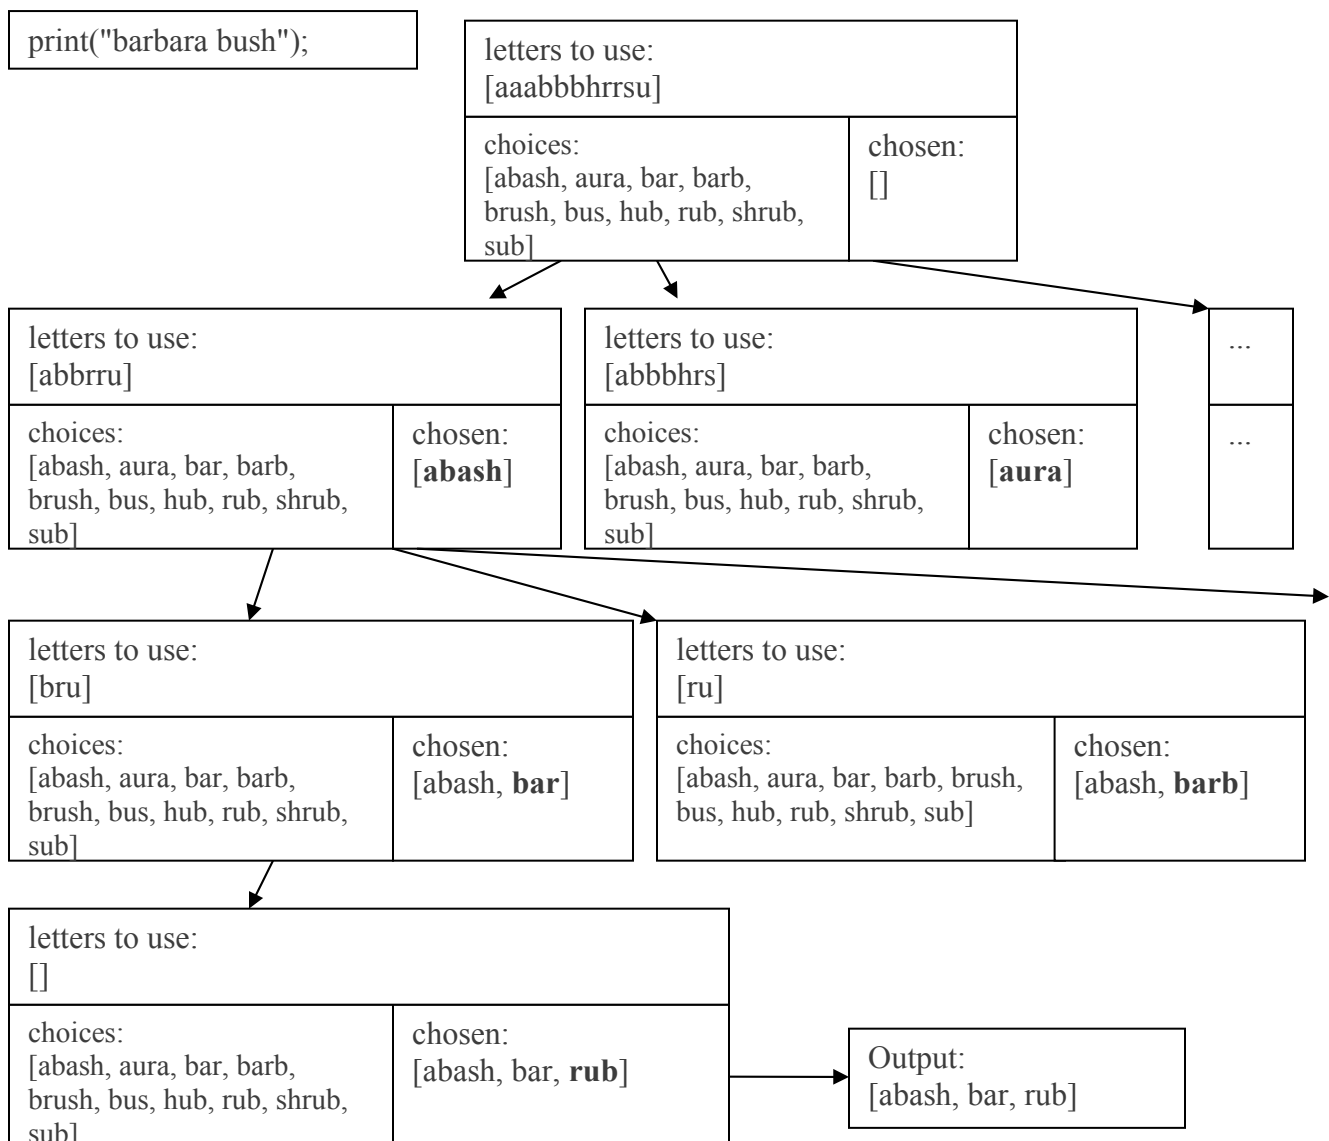 print("barbara bush");
letters to use:
[aaabbbhrrsu]
choices:
[abash, aura, bar, barb,
brush, bus, hub, rub, shrub,
sub]
chosen:
[]
letters to use:
[abbrru]
choices:
[abash, aura, bar, barb,
brush, bus, hub, rub, shrub,
sub]
chosen:
[abash]
letters to use:
[abbbhrs]
choices:
[abash, aura, bar, barb,
brush, bus, hub, rub, shrub,
sub]
chosen:
[aura]
...
...
letters to use:
[bru]
choices:
[abash, aura, bar, barb,
brush, bus, hub, rub, shrub,
sub]
chosen:
[abash, bar]
letters to use:
[ru]
choices:
[abash, aura, bar, barb, brush,
bus, hub, rub, shrub, sub]
chosen:
[abash, barb]
letters to use:
[]
choices:
[abash, aura, bar, barb,
brush, bus, hub, rub, shrub,
sub]
chosen:
[abash, bar, rub]
Output:
[abash, bar, rub]